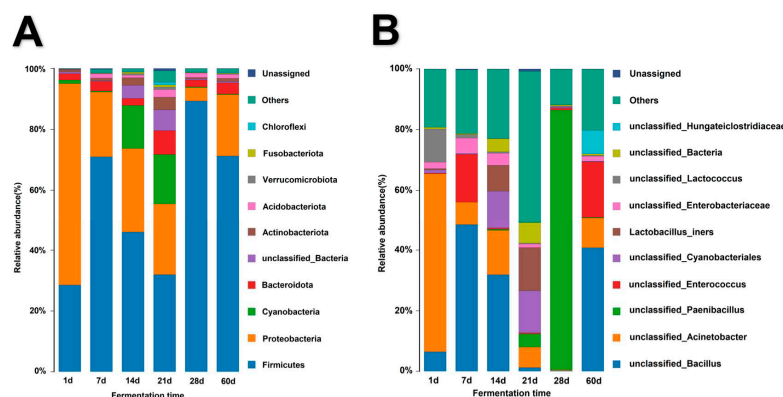 A
100%
80%
60%
40%
20%
0%
Relative abundance(%)
1d 7d 14d 21d 28d 60d
Fermentation time
Unassigned
Others
Chloroflexi
Fusobacteriota
Verrucomicrobiota
Acidobacteriota
Actinobacteriota
unclassified_Bacteria
Bacteroidota
Cyanobacteria
Proteobacteria
Firmicutes
B
100%
80%
60%
40%
20%
0%
Relative abundance(%)
1d 7d 14d 21d 28d 60d
Fermentation time
Unassigned
Others
unclassified_Hungateiclostridiaceae
unclassified_Bacteria
unclassified_Lactococcus
unclassified_Enterobacteriaceae
Lactobacillus_iners
unclassified_Cyanobacteriales
unclassified_Enterococcus
unclassified_Paenibacillus
unclassified_Acinetobacter
unclassified_Bacillus